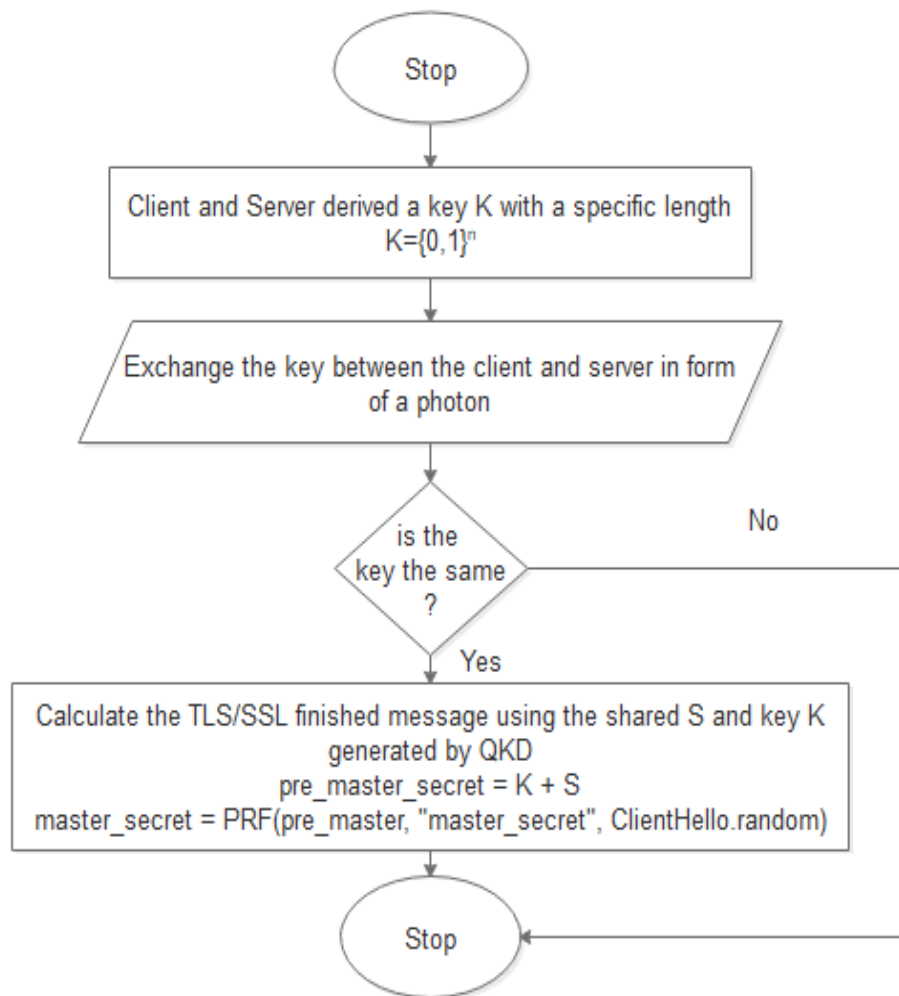 Stop
Client and Server derived a key K with a specific length
K={0,1}ⁿ
Exchange the key between the client and server in form
of a photon
is the
key the same
?
No
Yes
Calculate the TLS/SSL finished message using the shared S and key K
generated by QKD
pre_master_secret = K + S
master_secret = PRF(pre_master, "master_secret", ClientHello.random)
Stop